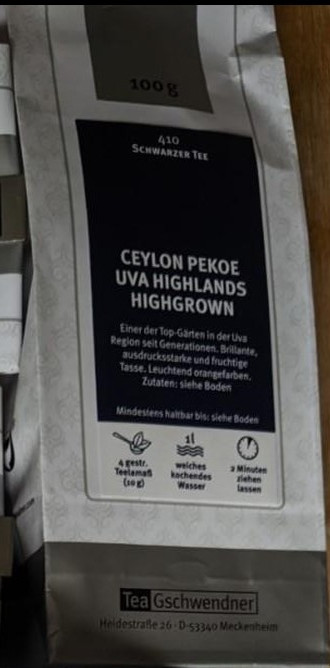 100 g
410
SCHWARZER TEE
CEYLON PEKOE
UVA HIGHLANDS
HIGHGROWN
Einer der Top-Gärten in der Uva
Region seit Generationen. Brillante,
ausdrucksstarke und fruchtige
Tasse. Leuchtend orangefarben.
Zutaten: siehe Boden
Mindestens haltbar bis: siehe Boden
4 gestr.
Teelamaß
(10 g)
1l
weiches
kochendes
Wasser
2 Minuten
ziehen
lassen
TeaGschwendner
Heidestraße 26 · D-53340 Meckenheim